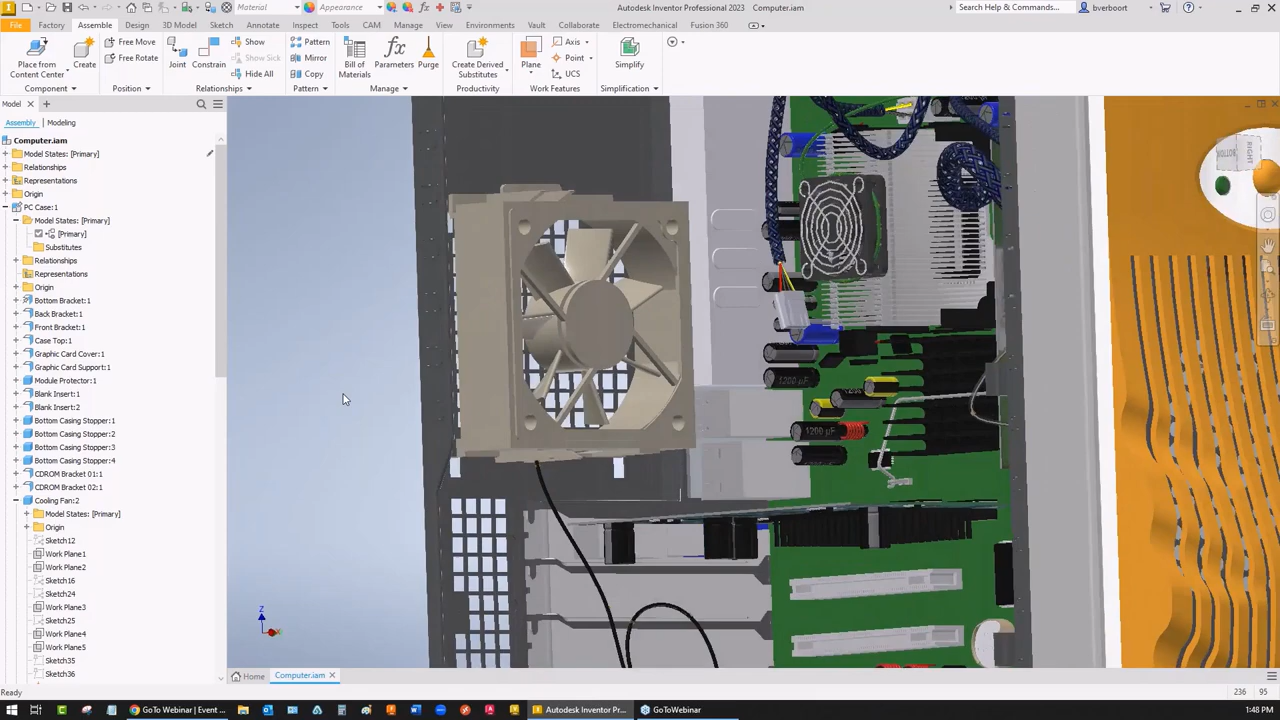 Material
Appearance
Autodesk Inventor Professional 2023 Computer.iam
Search Help & Commands...
bverboort
File Factory Assemble Design 3D Model Sketch Annotate Inspect Tools CAM Manage View Environments Vault Collaborate Electromechanical Fusion 360
Place from Content Center
Create
Free Move
Free Rotate
Joint
Constrain
Show
Show Sick
Hide All
Pattern
Mirror
Copy
Bill of Materials
fx
Parameters
Purge
Create Derived Substitutes
Plane
Axis
Point
UCS
Simplify
Component
Position
Relationships
Pattern
Manage
Productivity
Work Features
Simplification
Model
Assembly Modeling
Computer.iam
Model States: [Primary]
Relationships
Representations
Origin
PC Case:1
Model States: [Primary]
[Primary]
Substitutes
Relationships
Representations
Origin
Bottom Bracket:1
Back Bracket:1
Front Bracket:1
Case Top:1
Graphic Card Cover:1
Graphic Card Support:1
Module Protector:1
Blank Insert:1
Blank Insert:2
Bottom Casing Stopper:1
Bottom Casing Stopper:2
Bottom Casing Stopper:3
Bottom Casing Stopper:4
CDROM Bracket 01:1
CDROM Bracket 02:1
Cooling Fan:2
Model States: [Primary]
Origin
Sketch12
Work Plane1
Work Plane2
Sketch16
Sketch24
Work Plane3
Sketch25
Work Plane4
Work Plane5
Sketch35
Sketch36
1200 µF
1200 µF
RIGHT
BOTTOM
Z
X
Home Computer.iam
Ready
236 95
GoTo Webinar | Event ...
Autodesk Inventor Pr...
GoToWebinar
1:48 PM